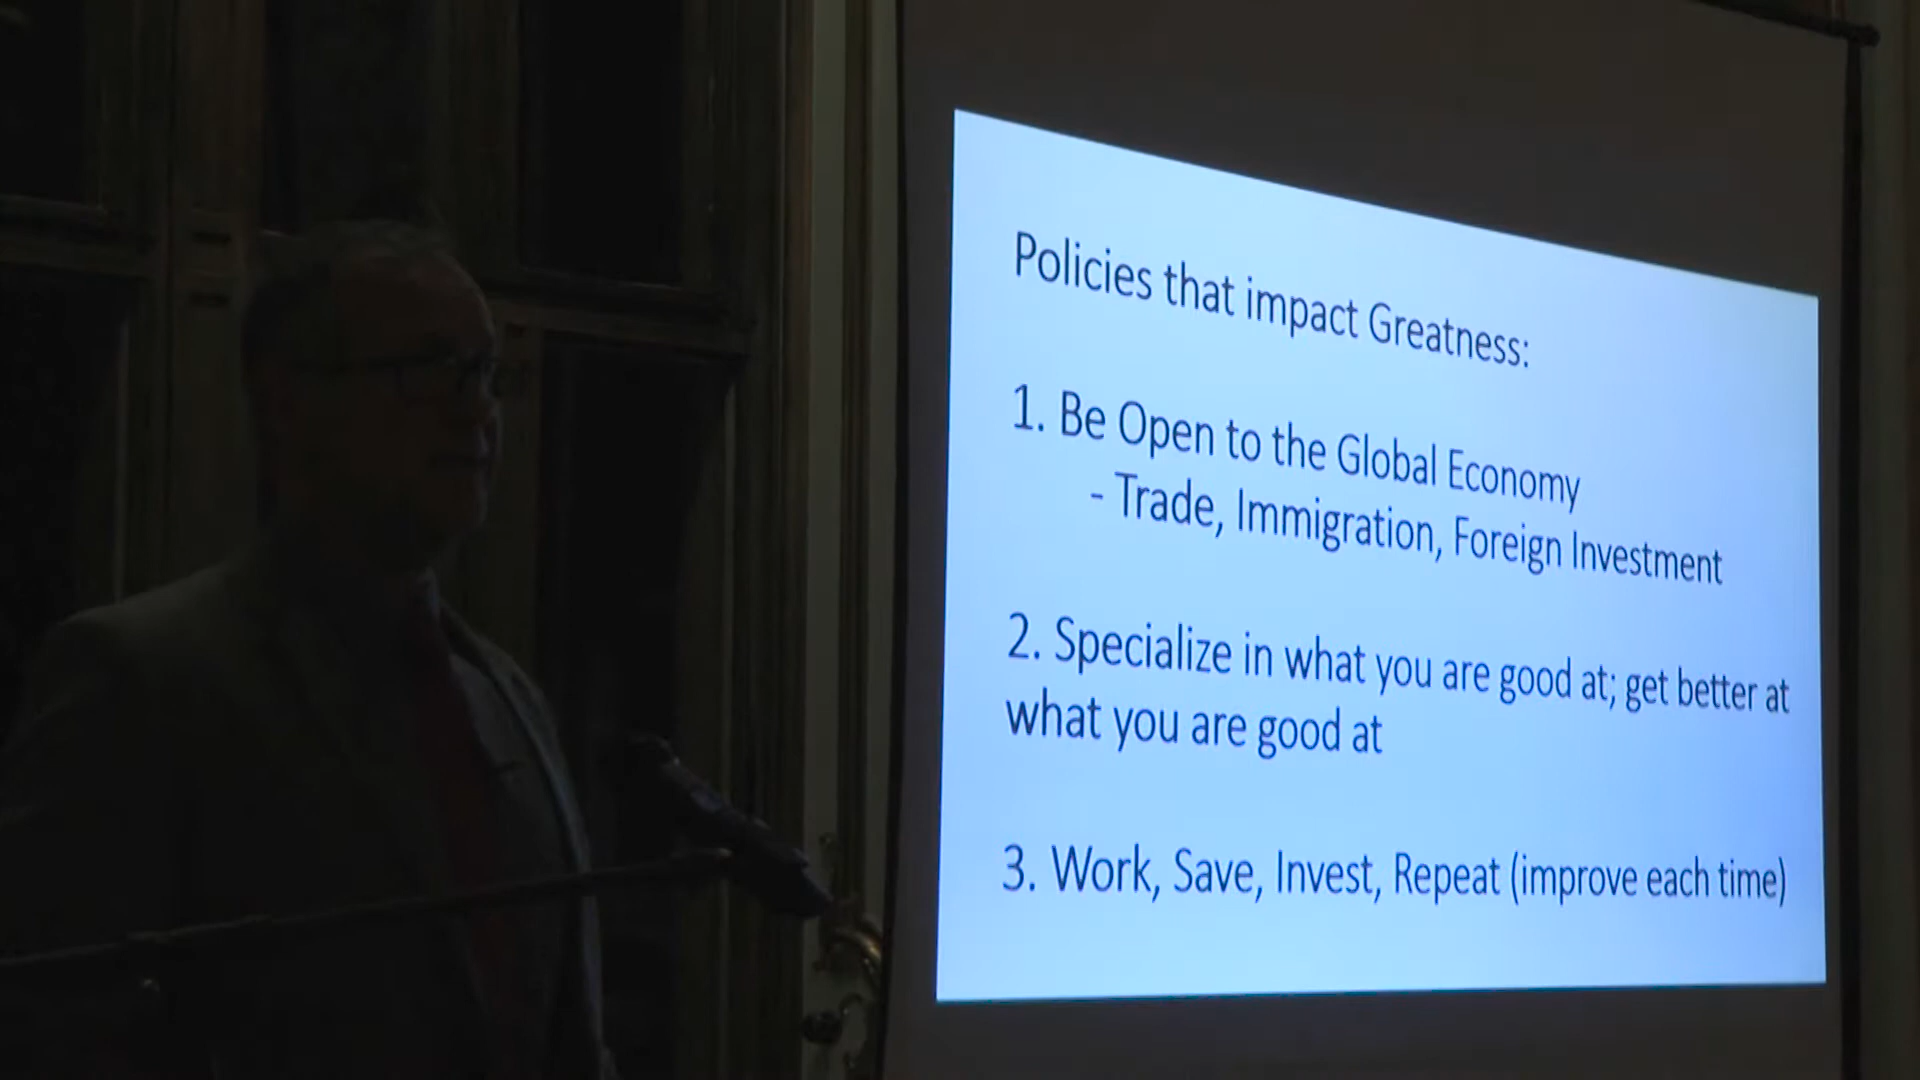 Policies that impact Greatness:
1. Be Open to the Global Economy
- Trade, Immigration, Foreign Investment
2. Specialize in what you are good at; get better at
what you are good at
3. Work, Save, Invest, Repeat (improve each time)